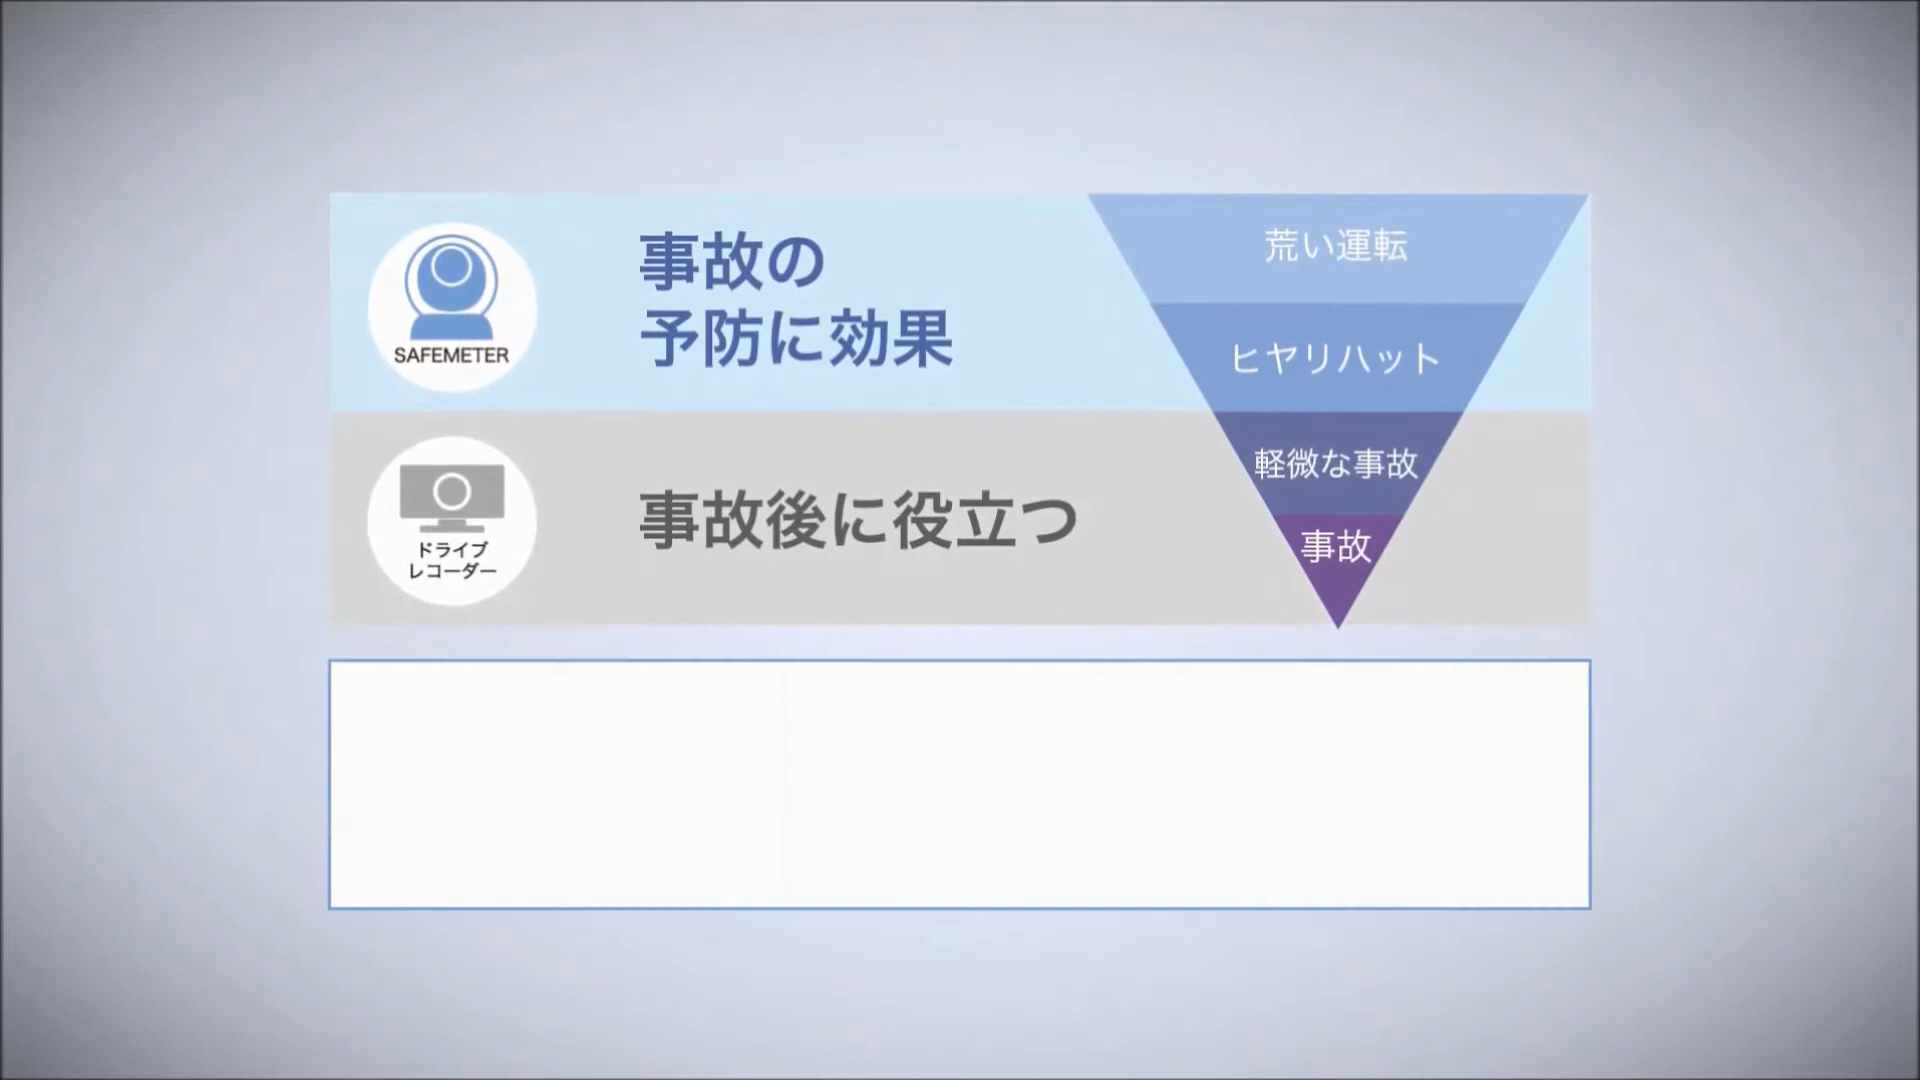 SAFEMETER
事故の
予防に効果
荒い運転
ヒヤリハット
ドライブ
レコーダー
事故後に役立つ
軽微な事故
事故